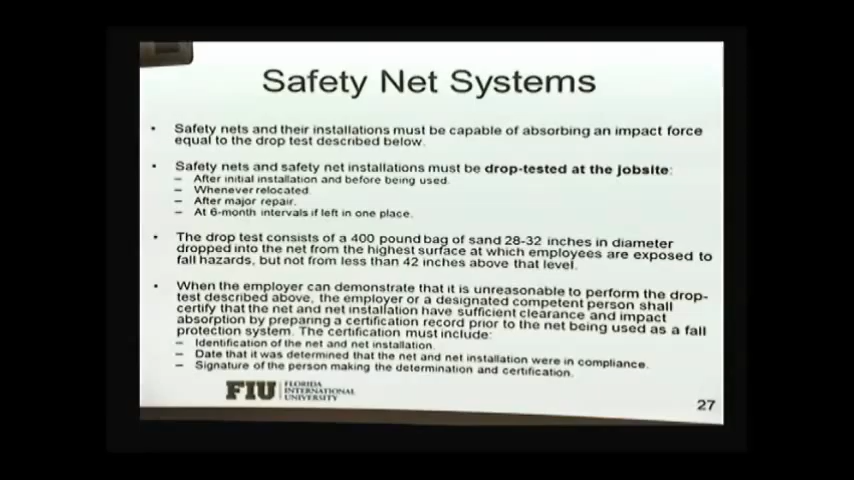 Safety Net Systems
• Safety nets and their installations must be capable of absorbing an impact force
equal to the drop test described below.
• Safety nets and safety net installations must be drop-tested at the jobsite:
– After initial installation and before being used.
– Whenever relocated.
– After major repair.
– At 6-month intervals if left in one place.
• The drop test consists of a 400 pound bag of sand 28-32 inches in diameter
dropped into the net from the highest surface at which employees are exposed to
fall hazards, but not from less than 42 inches above that level.
• When the employer can demonstrate that it is unreasonable to perform the drop-
test described above, the employer or a designated competent person shall
certify that the net and net installation have sufficient clearance and impact
absorption by preparing a certification record prior to the net being used as a fall
protection system. The certification must include:
– Identification of the net and net installation.
– Date that it was determined that the net and net installation were in compliance.
– Signature of the person making the determination and certification.
FIU
FLORIDA
INTERNATIONAL
UNIVERSITY
27